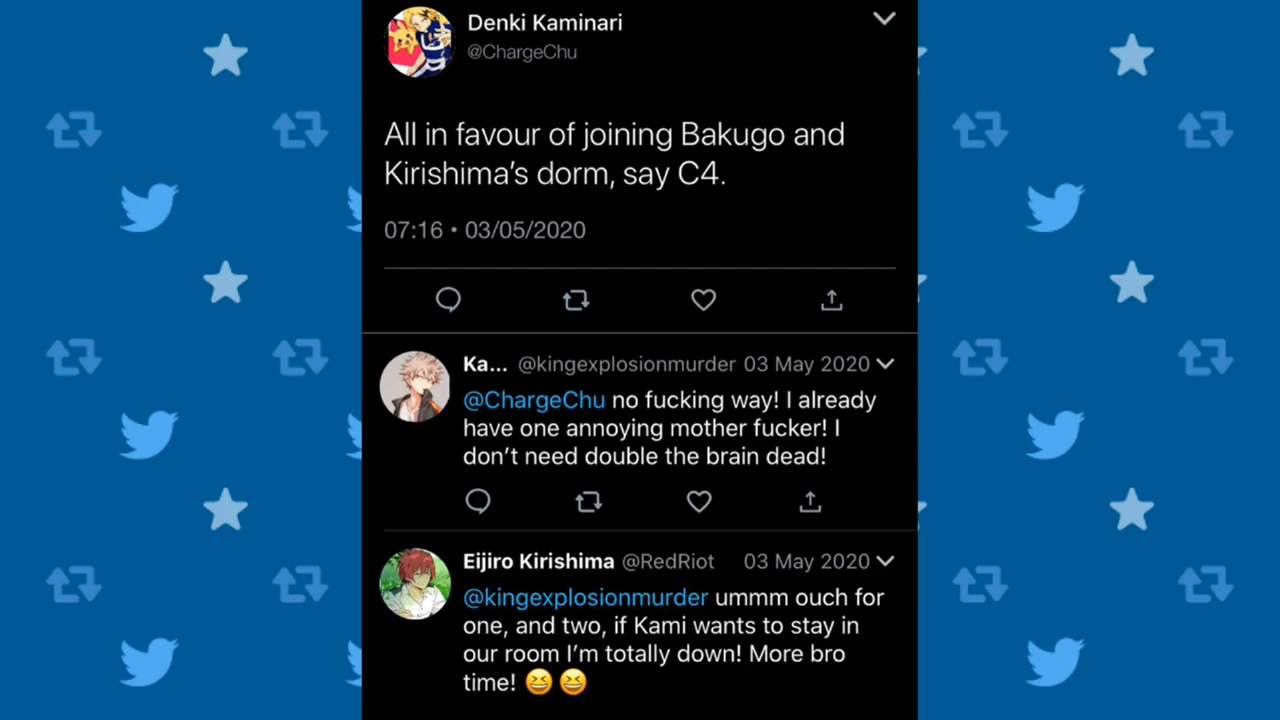 Denki Kaminari
@ChargeChu
All in favour of joining Bakugo and
Kirishima's dorm, say C4.
07:16 • 03/05/2020
Ka... @kingexplosionmurder 03 May 2020
@ChargeChu no fucking way! I already
have one annoying mother fucker! I
don't need double the brain dead!
Eijiro Kirishima @RedRiot 03 May 2020
@kingexplosionmurder ummm ouch for
one, and two, if Kami wants to stay in
our room I'm totally down! More bro
time! 😆 😆